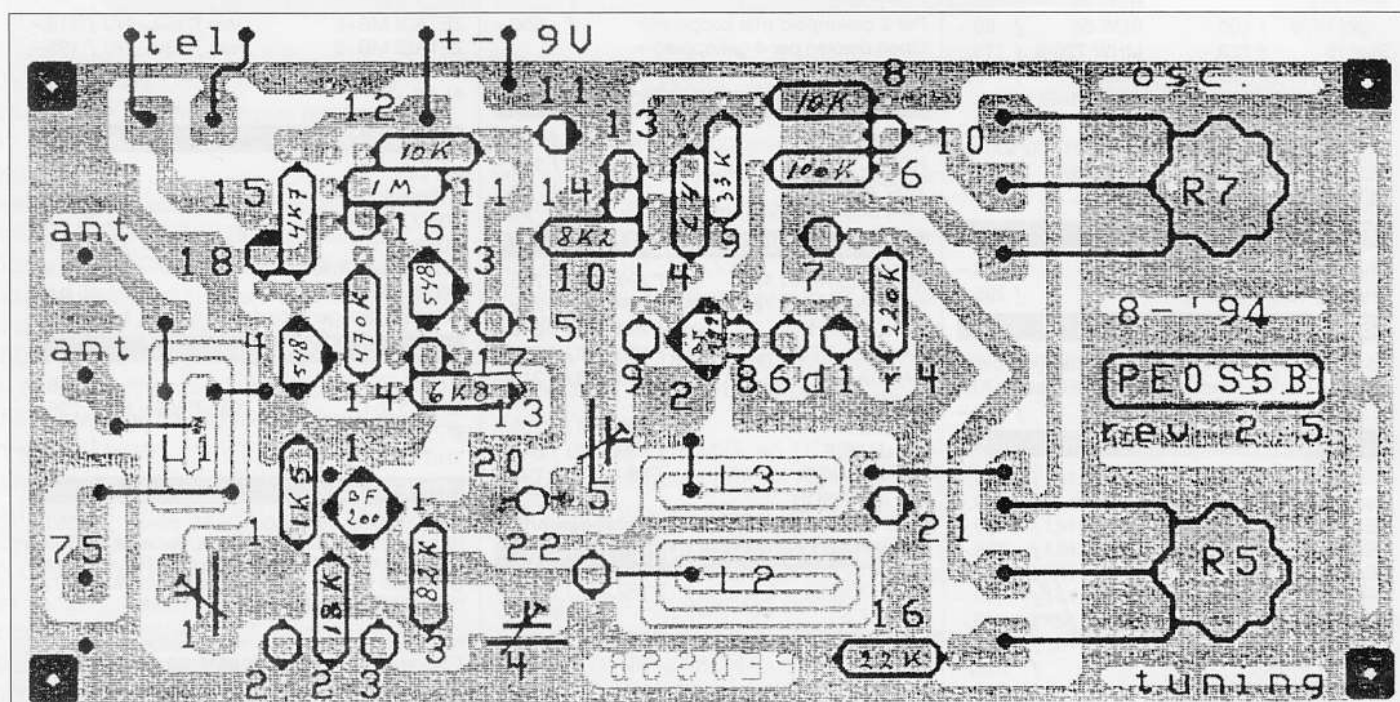 tel + - 9V
osc.
12 11 8
10K
10K 13 10
1M 11 14 33K 100K 6
15 4K7 16 R7
ant
18 548 3 8K2 9 7
10 L4
470K 15 220K
8-'94
ant
4 548 17 9 2 8 6 d1 r4
14 6K8 13
PE0SSB
rev 2.5
L1
1 20 5 L3
1K5 BF 200 1
1 22 21
75 82K L2 R5
18K
1 3 4 16
2 2 3 22K
PE0SSB
tuning